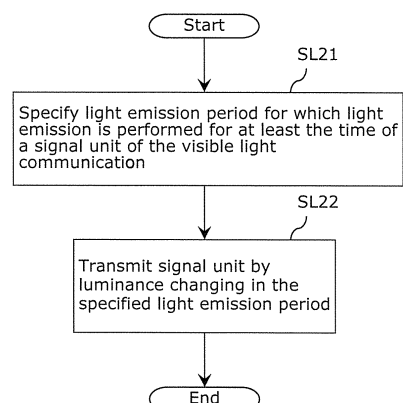 Start
SL21
Specify light emission period for which light
emission is performed for at least the time of
a signal unit of the visible light
communication
SL22
Transmit signal unit by
luminance changing in the
specified light emission period
End